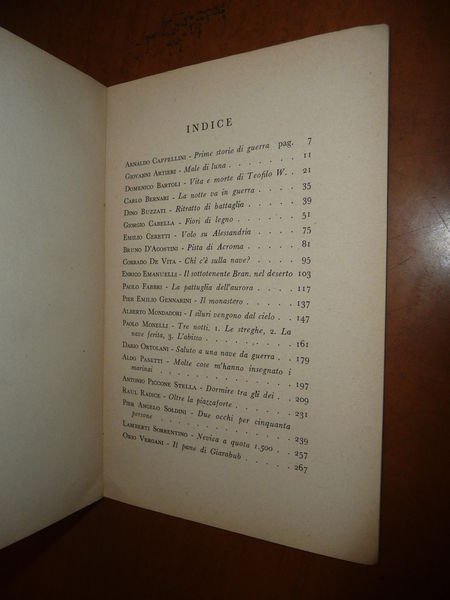 INDICE
ARNALDO CAPPELLINI - Prime storie di guerra pag. 7
GIOVANNI ARTIERI - Male di luna . . . . . . 11
DOMENICO BARTOLI - Vita e morte di Teofilo W. . 21
CARLO BERNARI - La notte va in guerra . . . . 35
DINO BUZZATI - Ritratto di battaglia . . . . 39
GIORGIO CABELLA - Fiori di legno . . . . . 51
EMILIO CERETTI - Volo su Alessandria . . . . 75
BRUNO D'AGOSTINI - Pista di Acroma . . . . 81
CORRADO DE VITA - Chi c'è sulla nave? . . . . 95
ENRICO EMANUELLI - Il sottotenente Bran. nel deserto 103
PAOLO FABBRI - La pattuglia dell'aurora . . . . 117
PIER EMILIO GENNARINI - Il monastero . . . . 137
ALBERTO MONDADORI - I siluri vengono dal cielo . 147
PAOLO MONELLI - Tre notti: 1. Le streghe, 2. La
nave ferita, 3. L'abisso . . . . . . . 161
DARIO ORTOLANI - Saluto a una nave da guerra . . 179
ALDO PASETTI - Molte cose m'hanno insegnato i
marinai . . . . . . . . . . 197
ANTONIO PICCONE STELLA - Dormire tra gli dei . . 209
RAUL RADICE - Oltre la piazzaforte . . . . . 231
PIER ANGELO SOLDINI - Due occhi per cinquanta
persone . . . . . . . . . . 239
LAMBERTI SORRENTINO - Nevica a quota 1.500 . . . 257
ORIO VERGANI - Il pane di Giarabub . . . . . 267